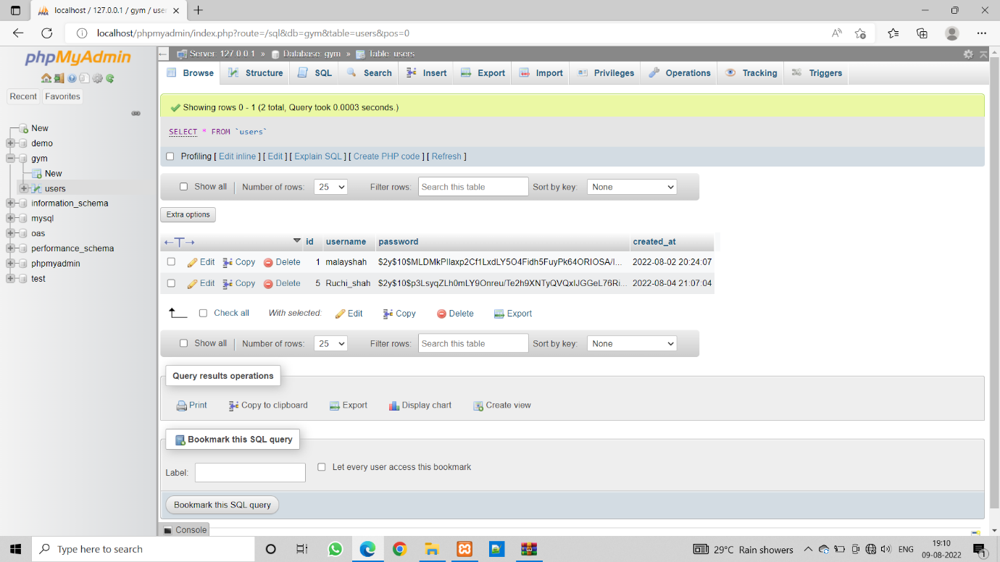 localhost / 127.0.0.1 / gym / user
localhost/phpmyadmin/index.php?route=/sql&db=gym&table=users&pos=0
phpMyAdmin
Recent Favorites
New
demo
gym
New
users
information_schema
mysql
oas
performance_schema
phpmyadmin
test
Server: 127.0.0.1 » Database: gym » Table: users
Browse Structure SQL Search Insert Export Import Privileges Operations Tracking Triggers
Showing rows 0 - 1 (2 total, Query took 0.0003 seconds.)
SELECT * FROM `users`
Profiling [ Edit inline ] [ Edit ] [ Explain SQL ] [ Create PHP code ] [ Refresh ]
Show all Number of rows: 25 Filter rows: Search this table Sort by key: None
Extra options
←T→ id username password created_at
Edit Copy Delete 1 malayshah $2y$10$MLDMkPIlaxp2Cf1LxdLY5O4Fidh5FuyPk64ORIOSA/I... 2022-08-02 20:24:07
Edit Copy Delete 5 Ruchi_shah $2y$10$p3LsyqZLh0mLY9Onreu/Te2h9XNTyQVQxIJGGeL76Ri... 2022-08-04 21:07:04
Check all With selected: Edit Copy Delete Export
Show all Number of rows: 25 Filter rows: Search this table Sort by key: None
Query results operations
Print Copy to clipboard Export Display chart Create view
Bookmark this SQL query
Label: Let every user access this bookmark
Bookmark this SQL query
Console
Type here to search
29°C Rain showers ENG 19:10
09-08-2022 1